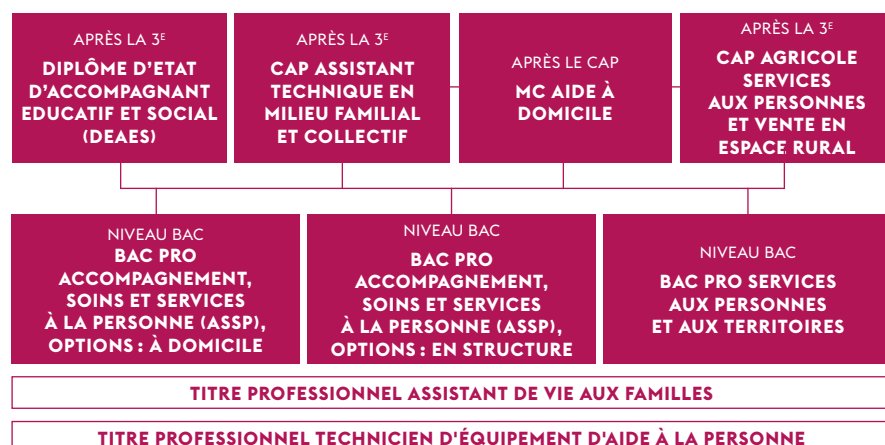 APRÈS LA 3E
DIPLÔME D'ETAT
D'ACCOMPAGNANT
EDUCATIF ET SOCIAL
(DEAES)
APRÈS LA 3E
CAP ASSISTANT
TECHNIQUE EN
MILIEU FAMILIAL
ET COLLECTIF
APRÈS LE CAP
MC AIDE À
DOMICILE
APRÈS LA 3E
CAP AGRICOLE
SERVICES
AUX PERSONNES
ET VENTE EN
ESPACE RURAL
NIVEAU BAC
BAC PRO
ACCOMPAGNEMENT,
SOINS ET SERVICES
À LA PERSONNE (ASSP),
OPTIONS : À DOMICILE
NIVEAU BAC
BAC PRO
ACCOMPAGNEMENT,
SOINS ET SERVICES
À LA PERSONNE (ASSP),
OPTIONS : EN STRUCTURE
NIVEAU BAC
BAC PRO SERVICES
AUX PERSONNES
ET AUX TERRITOIRES
TITRE PROFESSIONNEL ASSISTANT DE VIE AUX FAMILLES
TITRE PROFESSIONNEL TECHNICIEN D'ÉQUIPEMENT D'AIDE À LA PERSONNE